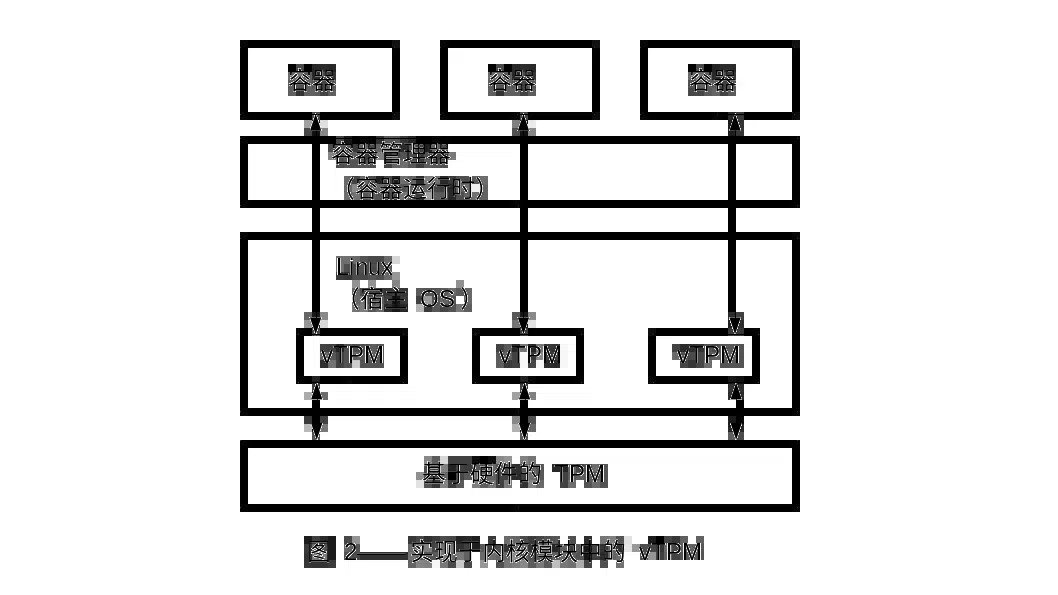 容器
容器
容器
容器管理器
（容器运行时）
Linux
（宿主 OS）
vTPM
vTPM
vTPM
基于硬件的 TPM
图 2——实现于内核模块中的 vTPM